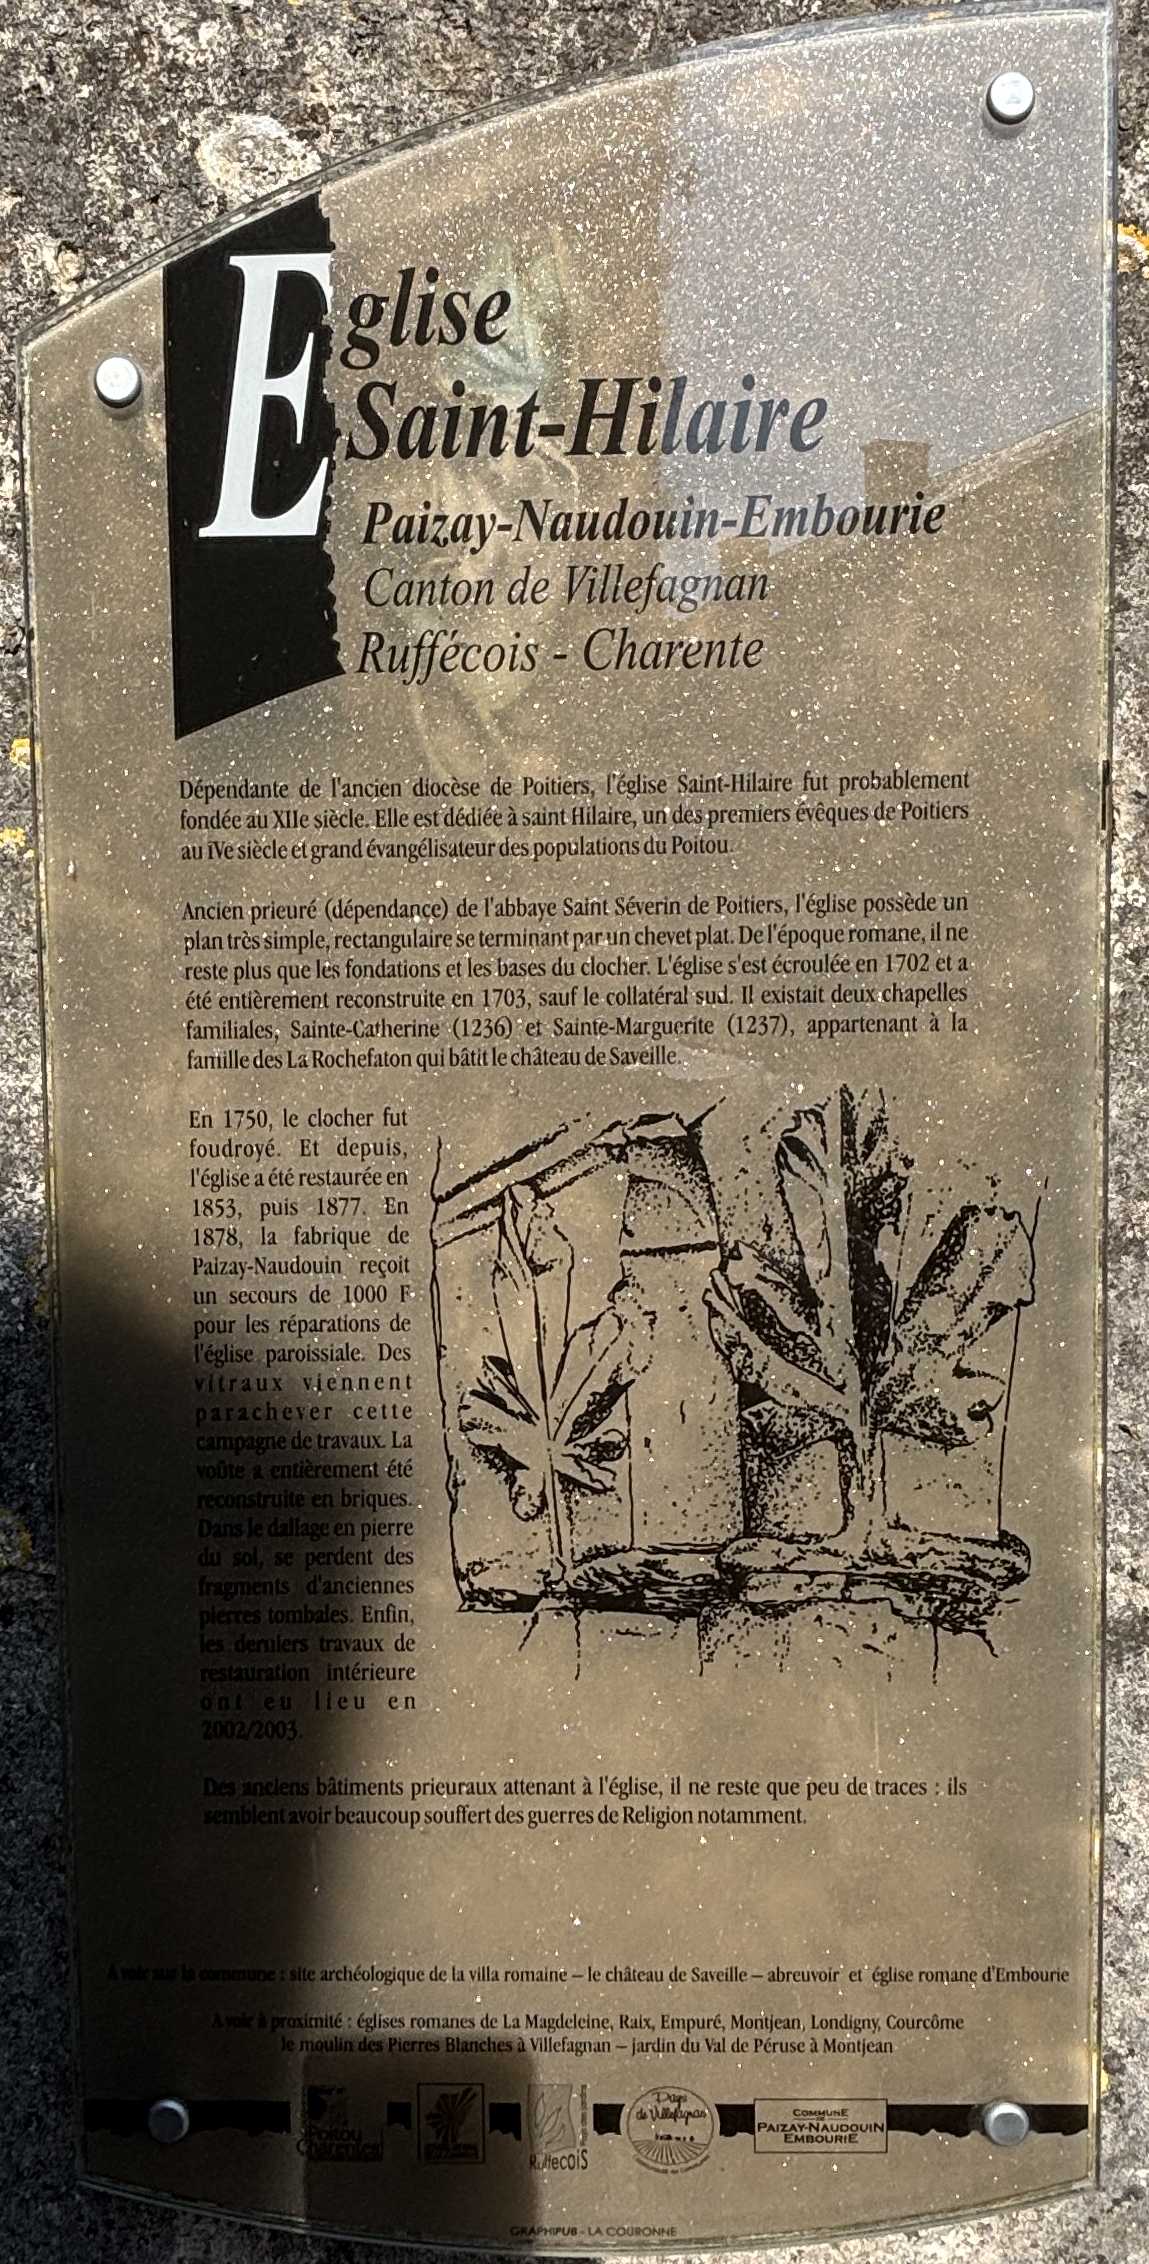 Eglise
Saint-Hilaire
Paizay-Naudouin-Embourie
Canton de Villefagnan
Ruffécois - Charente
Dépendante de l'ancien diocèse de Poitiers, l'église Saint-Hilaire fut probablement
fondée au XIIe siècle. Elle est dédiée à saint Hilaire, un des premiers évêques de Poitiers
au IVe siècle et grand évangélisateur des populations du Poitou.
Ancien prieuré (dépendance) de l'abbaye Saint Séverin de Poitiers, l'église possède un
plan très simple, rectangulaire se terminant par un chevet plat. De l'époque romane, il ne
reste plus que les fondations et les bases du clocher. L'église s'est écroulée en 1702 et a
été entièrement reconstruite en 1703, sauf le collatéral sud. Il existait deux chapelles
familiales, Sainte-Catherine (1236) et Sainte-Marguerite (1237), appartenant à la
famille des La Rochefaton qui bâtit le château de Saveille.
En 1750, le clocher fut
foudroyé. Et depuis,
l'église a été restaurée en
1853, puis 1877. En
1878, la fabrique de
Paizay-Naudouin reçoit
un secours de 1000 F
pour les réparations de
l'église paroissiale. Des
vitraux viennent
parachever cette
campagne de travaux. La
voûte a entièrement été
reconstruite en briques.
Dans le dallage en pierre
du sol, se perdent des
fragments d'anciennes
pierres tombales. Enfin,
les derniers travaux de
restauration intérieure
ont eu lieu en
2002/2003.
Des anciens bâtiments prieuraux attenant à l'église, il ne reste que peu de traces : ils
semblent avoir beaucoup souffert des guerres de Religion notamment.
A voir sur la commune : site archéologique de la villa romaine – le château de Saveille – abreuvoir et église romane d'Embourie
A voir à proximité : églises romanes de La Magdeleine, Raix, Empuré, Montjean, Londigny, Courcôme
le moulin des Pierres Blanches à Villefagnan – jardin du Val de Péruse à Montjean
Poitou
Charentes
Ruffécois
Pays
de Villefagnan
COMMUNE
DE
PAIZAY-NAUDOUIN
EMBOURIE
GRAPHIPUB - LA COURONNE